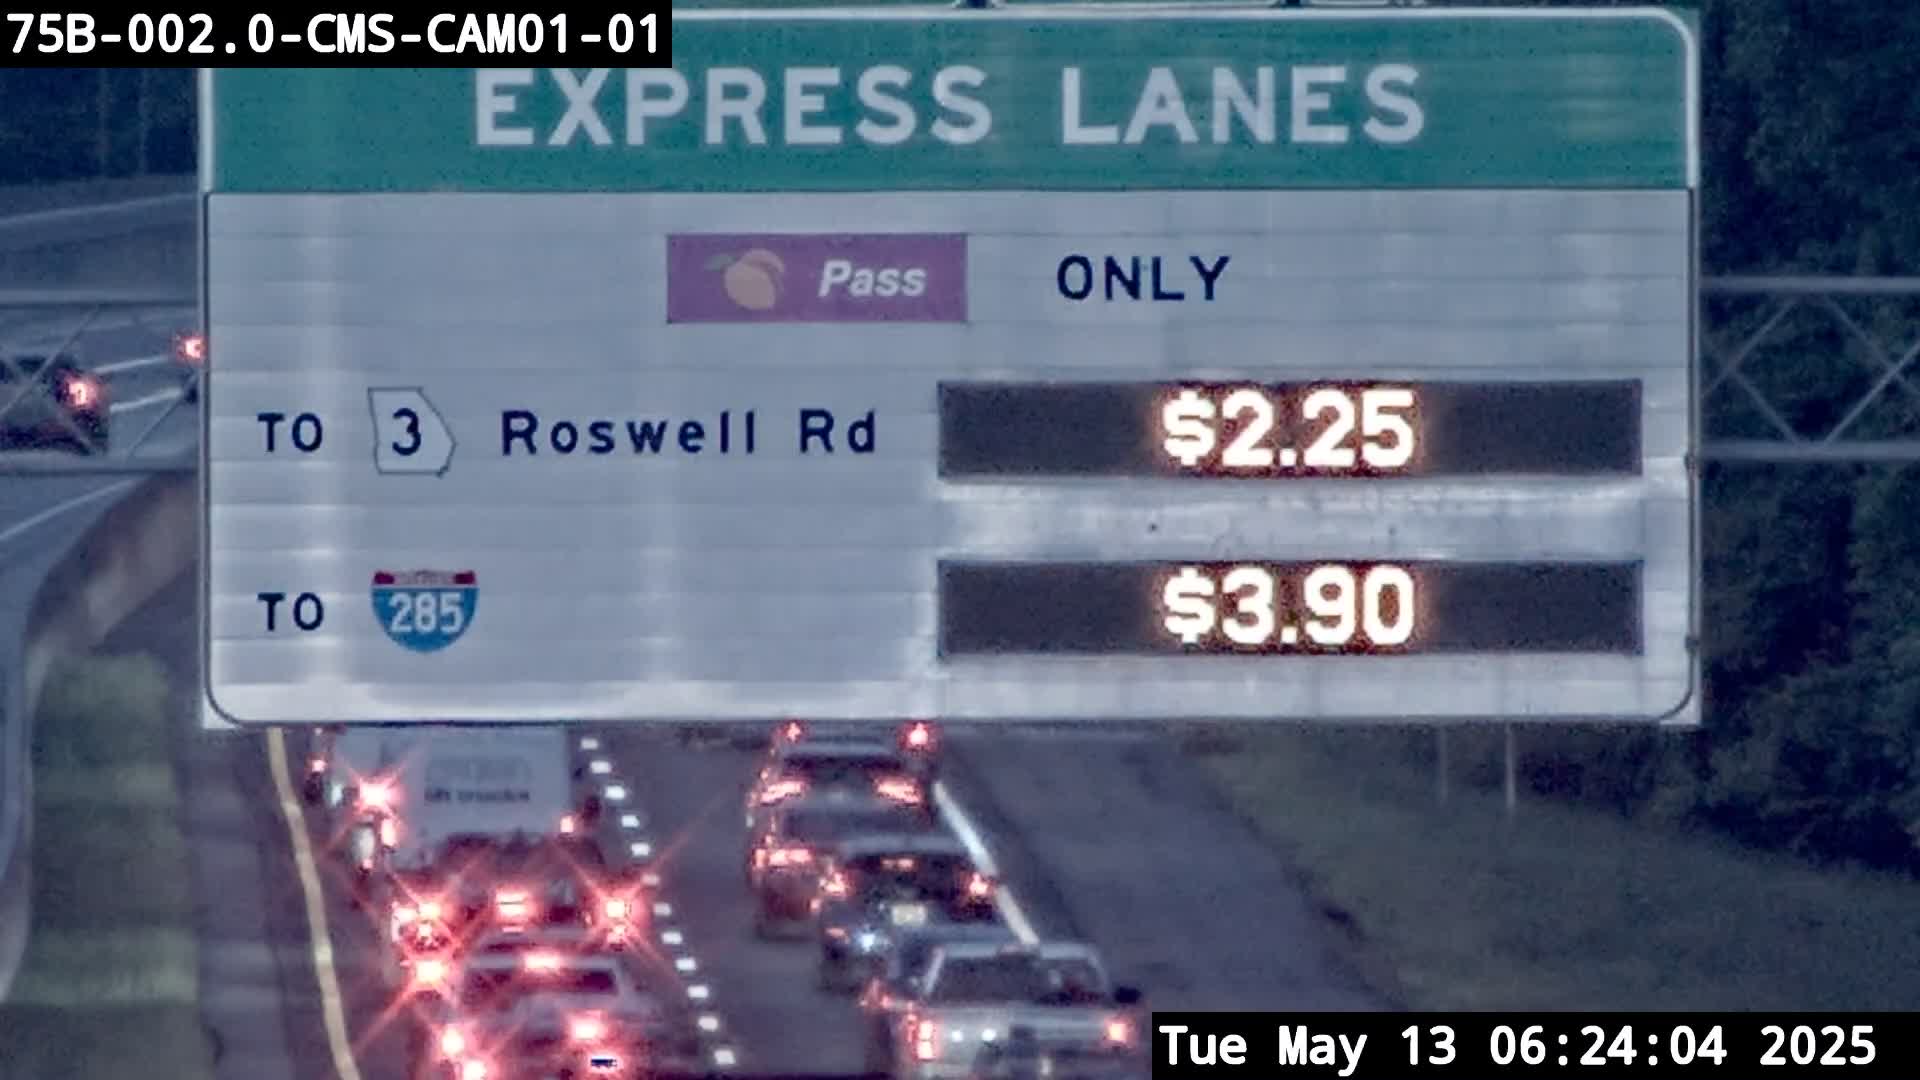 75B-002.0-CMS-CAM01-01
EXPRESS LANES
Pass ONLY
TO 3 Roswell Rd $2.25
TO 285 $3.90
Tue May 13 06:24:04 2025